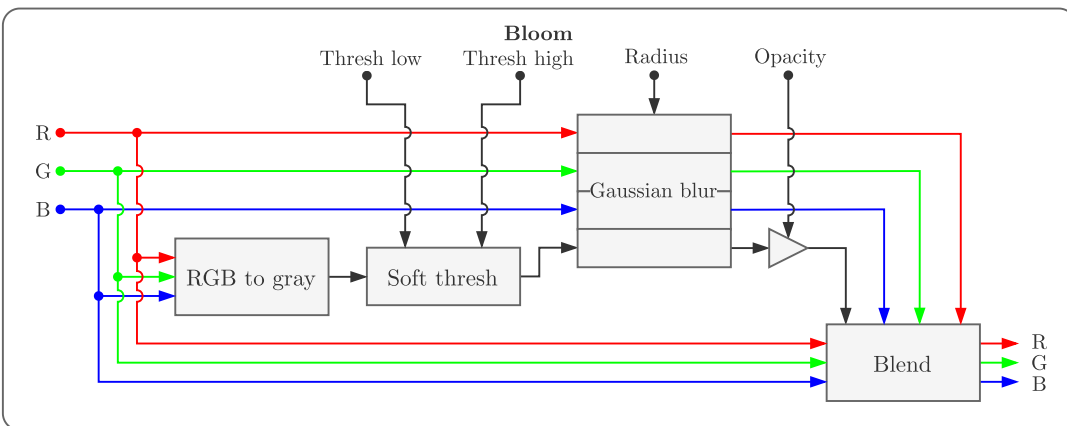 Bloom
Thresh low
Thresh high
Radius
Opacity
R
G
B
Gaussian blur
RGB to gray
Soft thresh
Blend
R
G
B